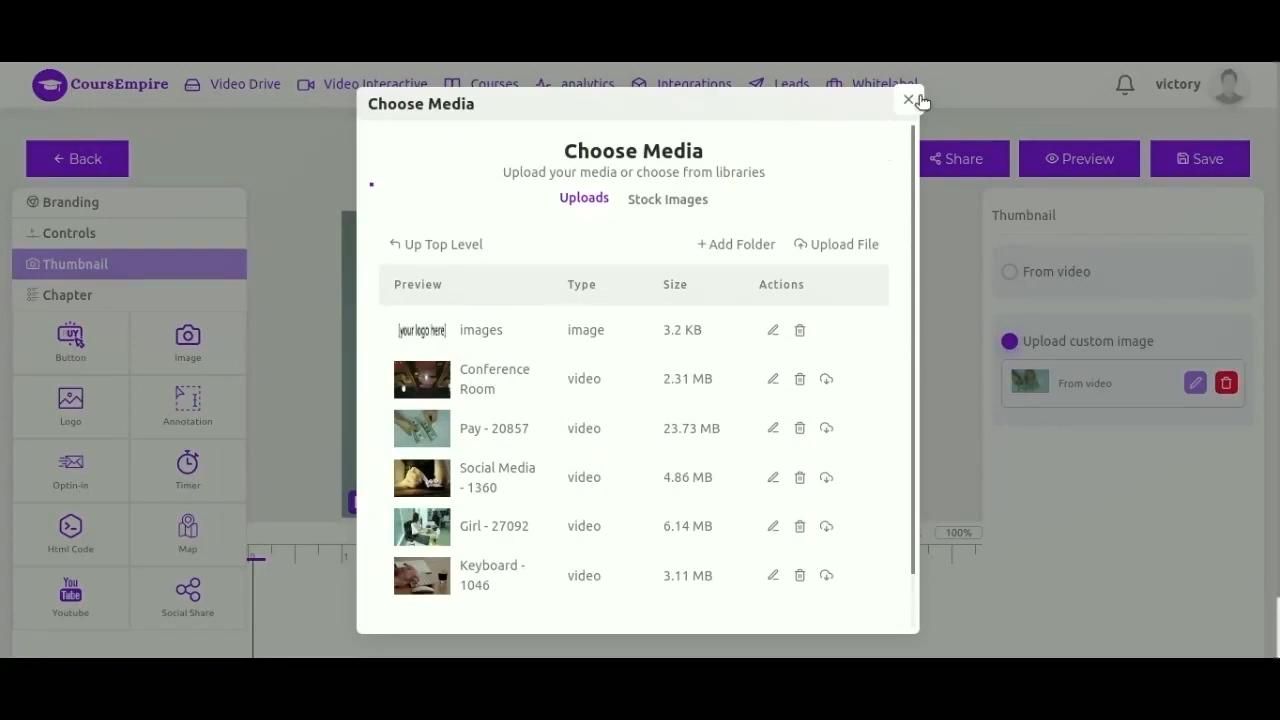 CoursEmpire Video Drive Video Interactive Courses analytics Integrations Leads Whitelabel victory
Choose Media
Back Share Preview Save
Choose Media
Upload your media or choose from libraries
Uploads Stock Images
Branding
Controls
Thumbnail
Chapter
Button Image
Logo Annotation
Optin-in Timer
Html Code Map
You
Tube
Youtube Social Share
Up Top Level + Add Folder Upload File
Preview Type Size Actions
[your logo here] images image 3.2 KB
Conference
Room video 2.31 MB
Pay - 20857 video 23.73 MB
Social Media
- 1360 video 4.86 MB
Girl - 27092 video 6.14 MB
Keyboard -
1046 video 3.11 MB
Thumbnail
From video
Upload custom image
From video
100%
0 1